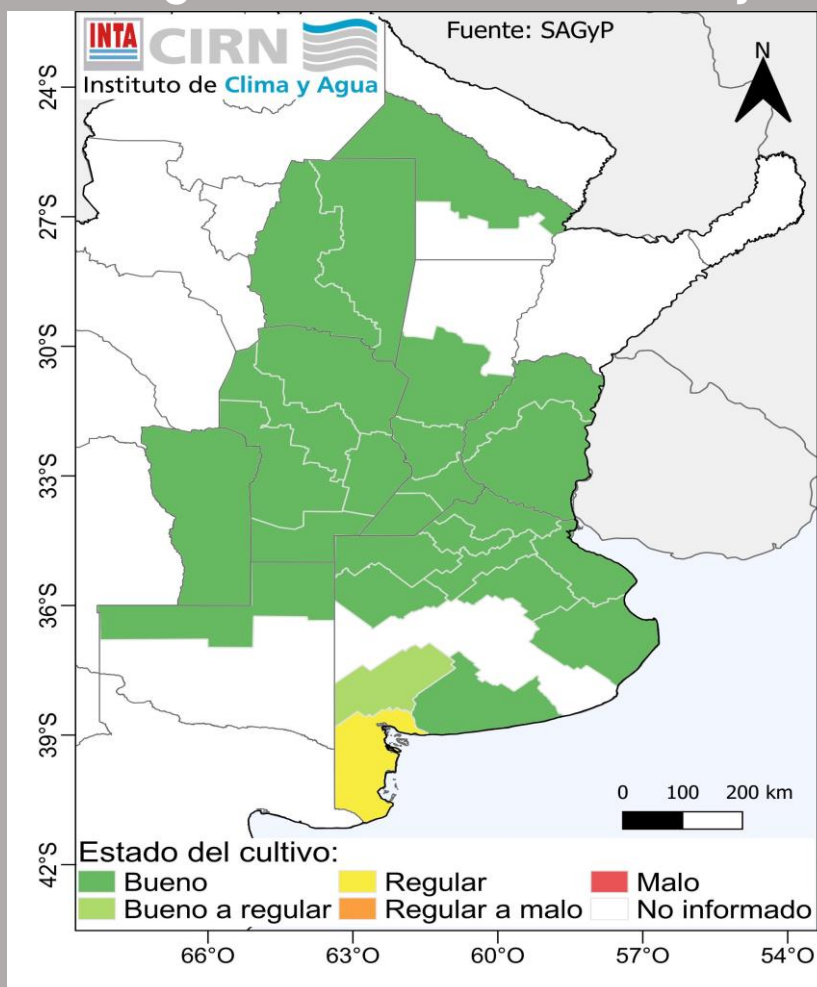 INTA CIRN
Instituto de Clima y Agua
Fuente: SAGyP
N
24°S
27°S
30°S
33°S
36°S
39°S
42°S
0 100 200 km
Estado del cultivo:
Bueno
Regular
Malo
Bueno a regular
Regular a malo
No informado
66°O 63°O 60°O 57°O 54°O